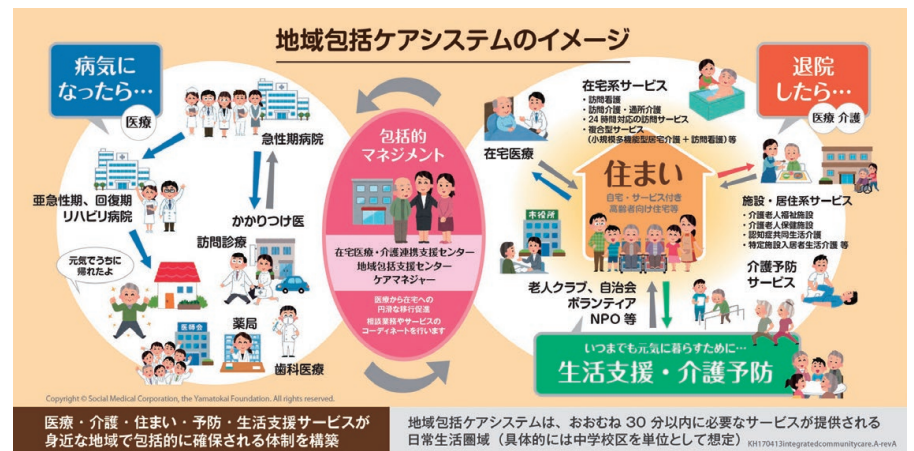 地域包括ケアシステムのイメージ
病気に
なったら…
医療
急性期病院
亜急性期、回復期
リハビリ病院
かかりつけ医
元気でうちに
帰れたよ
訪問診療
医師会
薬局
歯科医療
包括的
マネジメント
在宅医療・介護連携支援センター
地域包括支援センター
ケアマネジャー
医療から在宅への
円滑な移行促進
相談業務やサービスの
コーディネートを行います
退院
したら…
医療 介護
在宅系サービス
・訪問看護
・訪問介護・通所介護
・24時間対応の訪問サービス
・複合型サービス
(小規模多機能型居宅介護+訪問看護)等
在宅医療
住まい
自宅・サービス付き
高齢者向け住宅等
市役所
施設・居住系サービス
・介護老人福祉施設
・介護老人保健施設
・認知症共同生活介護
・特定施設入居者生活介護 等
介護予防
サービス
老人クラブ、自治会
ボランティア
NPO 等
いつまでも元気に暮らすために…
生活支援・介護予防
Copyright © Social Medical Corporation, the Yamatokai Foundation. All rights reserved.
医療・介護・住まい・予防・生活支援サービスが
身近な地域で包括的に確保される体制を構築
地域包括ケアシステムは、おおむね 30 分以内に必要なサービスが提供される
日常生活圏域(具体的には中学校区を単位として想定)
KH170413integratedcommunitycare.A-revA